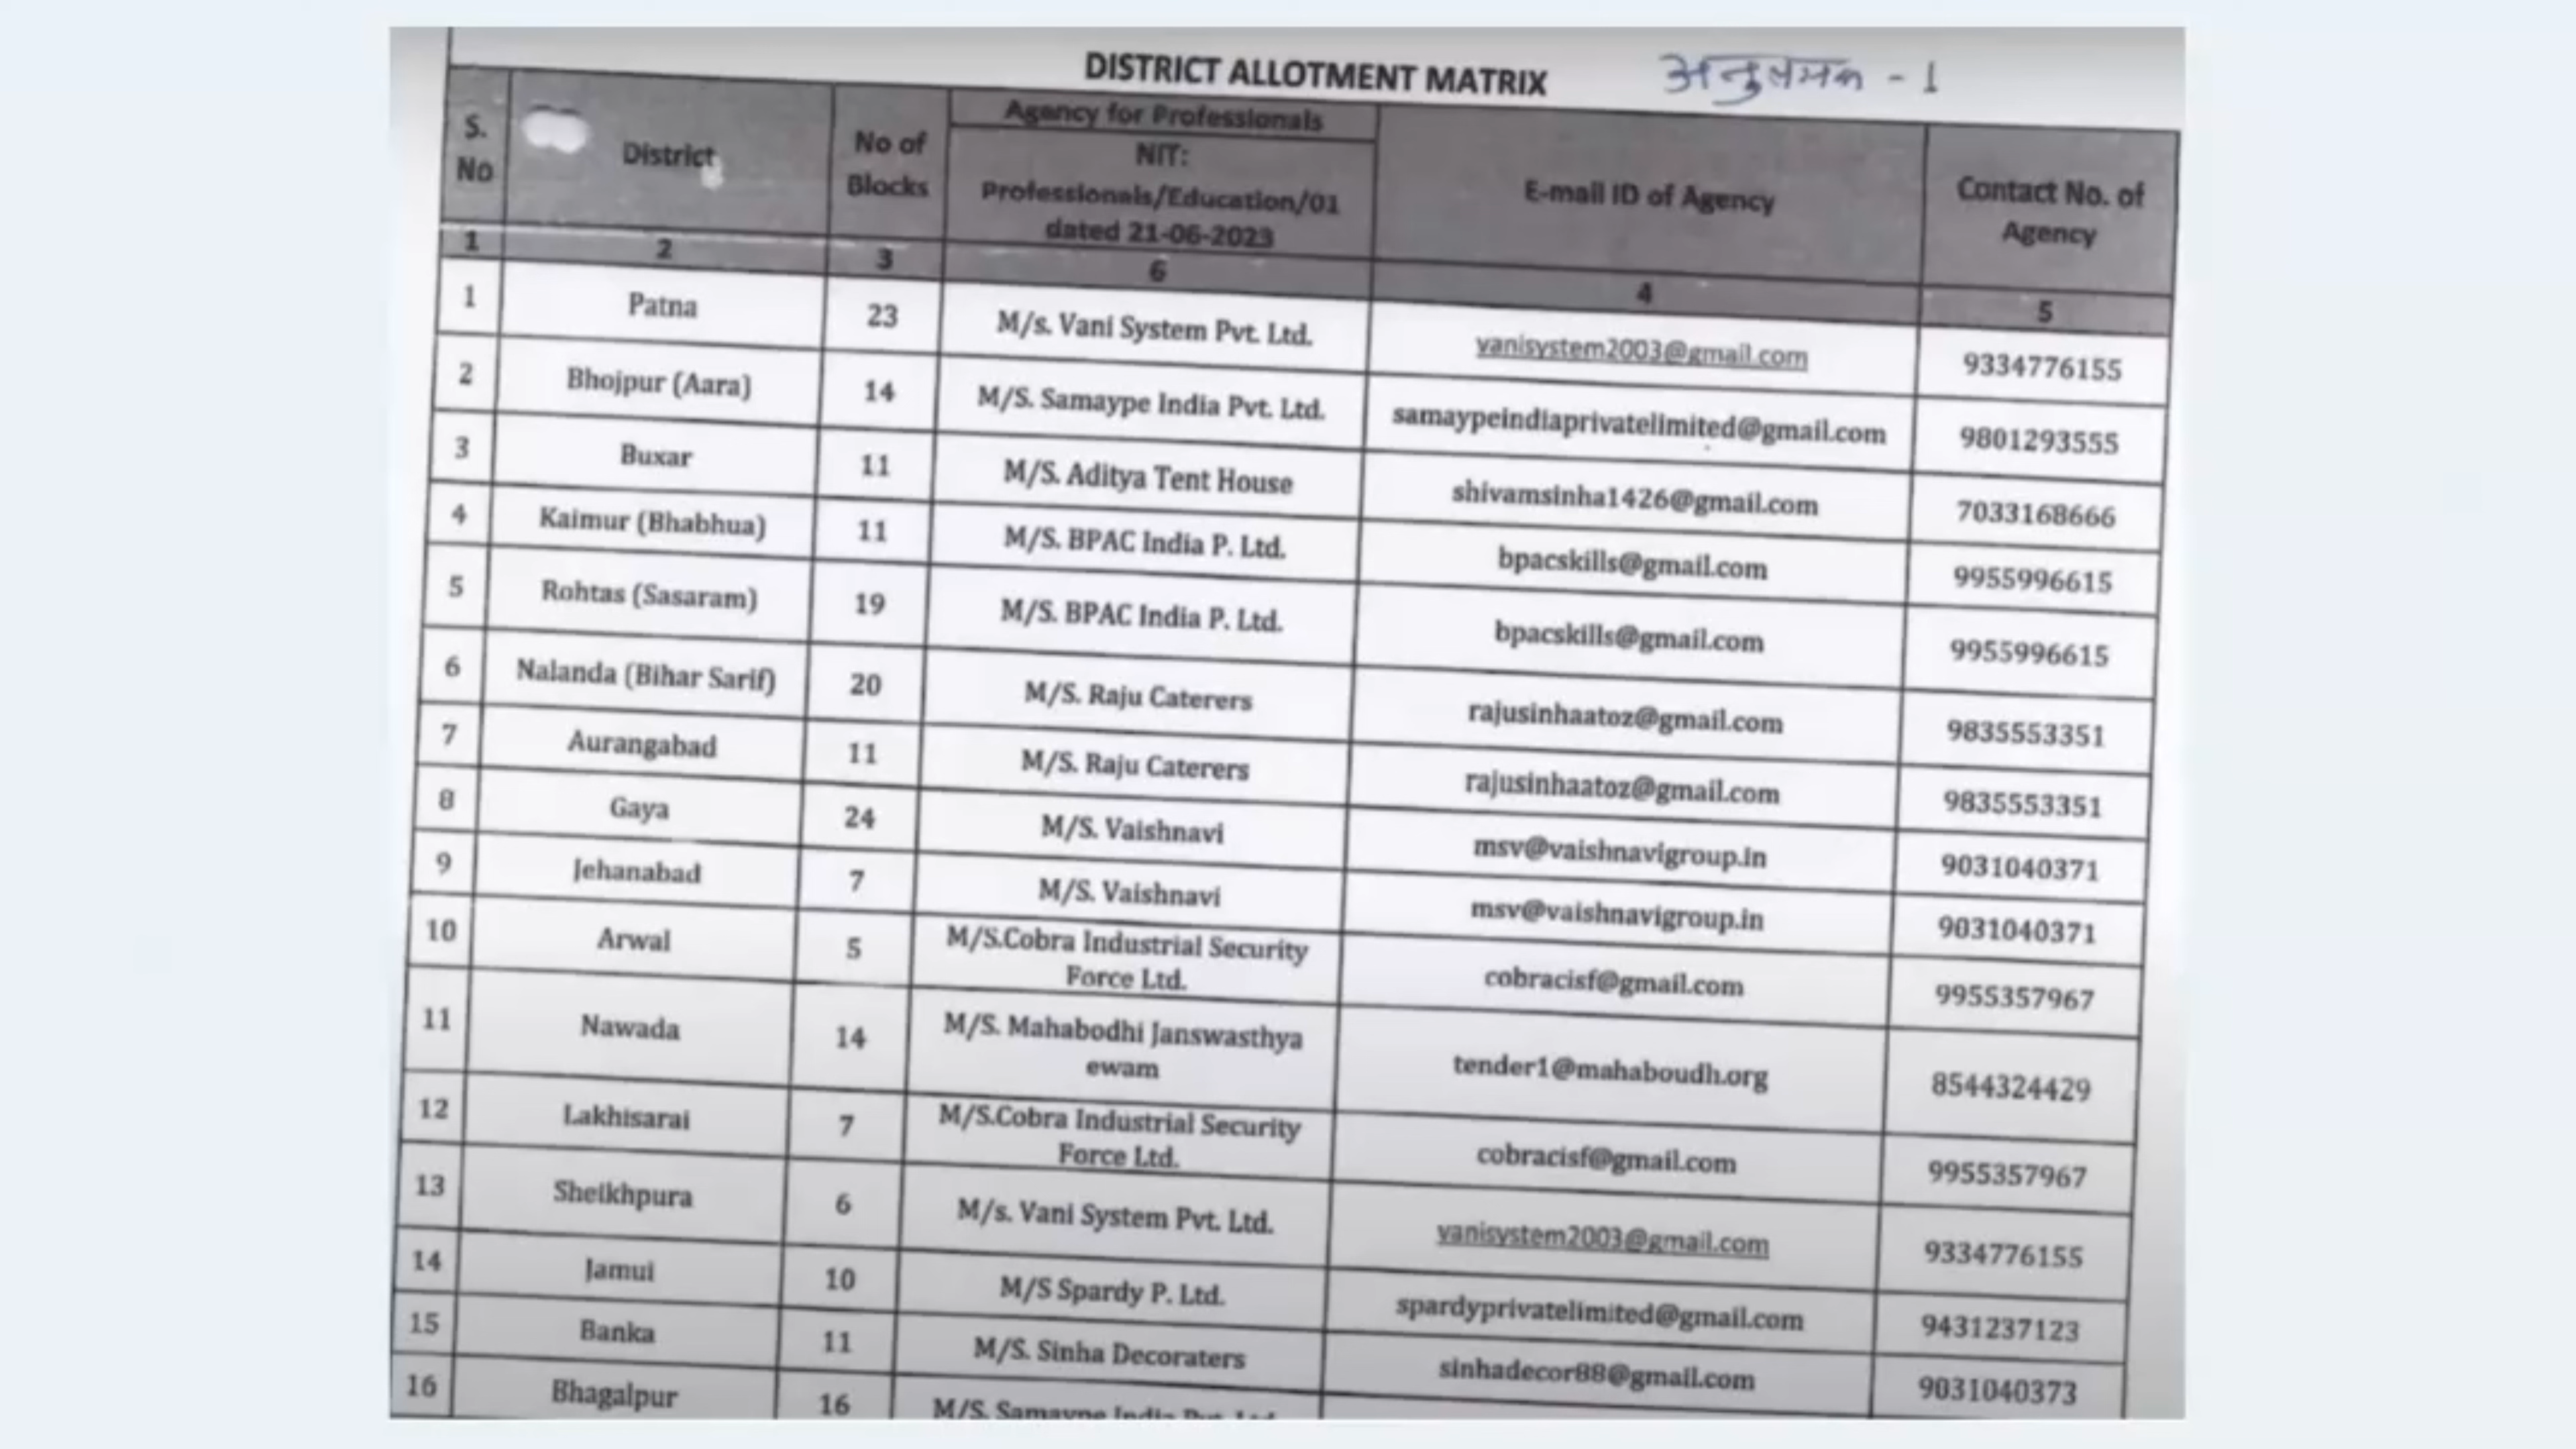 DISTRICT ALLOTMENT MATRIX
- 1
S. No | District | No of Blocks | Agency for Professionals NIT: Professionals/Education/01 dated 21-06-2023 | E-mail ID of Agency | Contact No. of Agency
1 | 2 | 3 | 6 | 4 | 5
1 | Patna | 23 | M/s. Vani System Pvt. Ltd. | vanisystem2003@gmail.com | 9334776155
2 | Bhojpur (Aara) | 14 | M/S. Samaype India Pvt. Ltd. | samaypeindiaprivatelimited@gmail.com | 9801293555
3 | Buxar | 11 | M/S. Aditya Tent House | shivamsinha1426@gmail.com | 7033168666
4 | Kaimur (Bhabhua) | 11 | M/S. BPAC India P. Ltd. | bpacskills@gmail.com | 9955996615
5 | Rohtas (Sasaram) | 19 | M/S. BPAC India P. Ltd. | bpacskills@gmail.com | 9955996615
6 | Nalanda (Bihar Sarif) | 20 | M/S. Raju Caterers | rajusinhaatoz@gmail.com | 9835553351
7 | Aurangabad | 11 | M/S. Raju Caterers | rajusinhaatoz@gmail.com | 9835553351
8 | Gaya | 24 | M/S. Vaishnavi | msv@vaishnavigroup.in | 9031040371
9 | Jehanabad | 7 | M/S. Vaishnavi | msv@vaishnavigroup.in | 9031040371
10 | Arwal | 5 | M/S.Cobra Industrial Security Force Ltd. | cobracisf@gmail.com | 9955357967
11 | Nawada | 14 | M/S. Mahabodhi Janswasthya ewam | tender1@mahaboudh.org | 8544324429
12 | Lakhisarai | 7 | M/S.Cobra Industrial Security Force Ltd. | cobracisf@gmail.com | 9955357967
13 | Sheikhpura | 6 | M/s. Vani System Pvt. Ltd. | vanisystem2003@gmail.com | 9334776155
14 | Jamui | 10 | M/S Spardy P. Ltd. | spardyprivatelimited@gmail.com | 9431237123
15 | Banka | 11 | M/S. Sinha Decoraters | sinhadecor88@gmail.com | 9031040373
16 | Bhagalpur | 16 | M/S. Samaype India Pvt. Ltd.